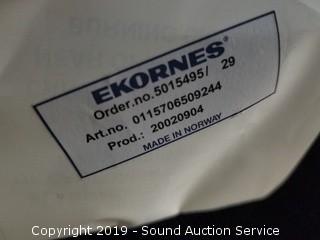 EKORNES®
Order.no.5015495/ 29
Art.no. 0115706509244
Prod.: 20020904
MADE IN NORWAY
Copyright © 2019 - Sound Auction Service